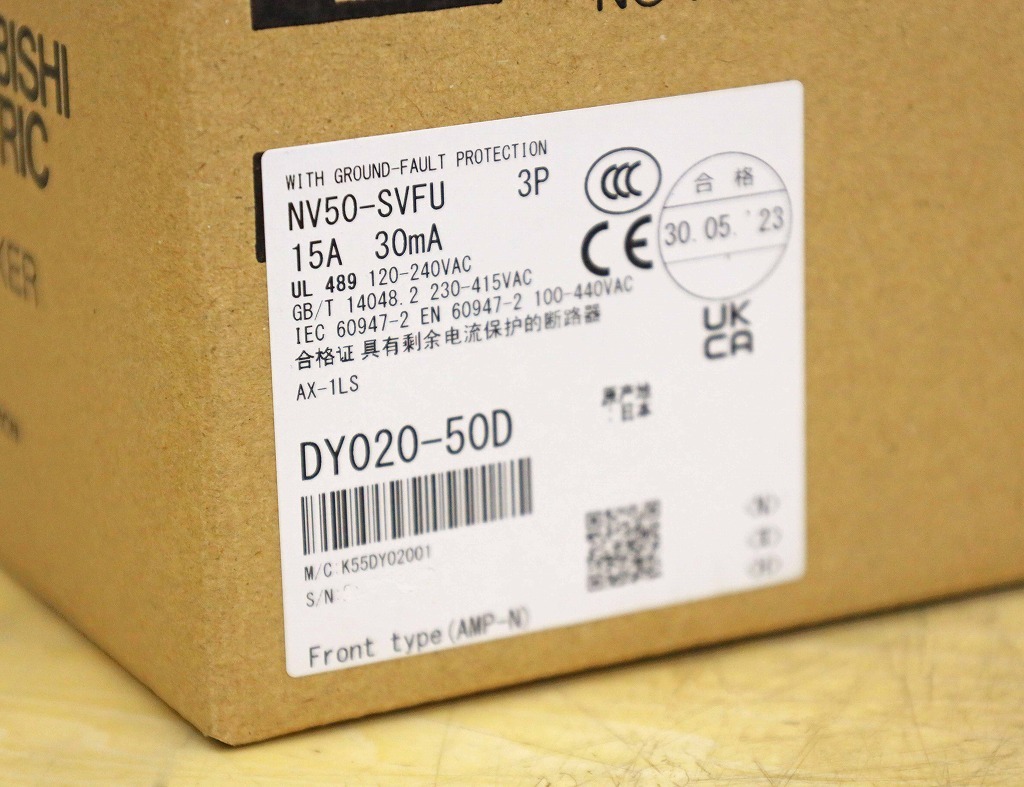 WITH GROUND-FAULT PROTECTION
NV50-SVFU 3P
15A 30mA
UL 489 120-240VAC
GB/T 14048.2 230-415VAC
IEC 60947-2 EN 60947-2 100-440VAC
合格证 具有剩余电流保护的断路器
AX-1LS
CCC
CE
合格
30.05.'23
UK
CA
原产地
:日本
DY020-50D
M/C:K55DY02001
S/N:
Front type(AMP-N)
(N)
(E)
(H)